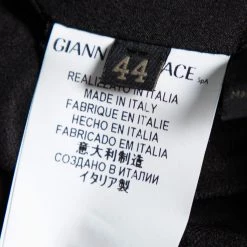 GIANN ACE SpA
44
REALIZZATO IN ITALIA
MADE IN ITALY
FABRIQUE EN ITALIE
HECHO EN ITALIA
FABRICADO EM ITALIA
意大利制造
СОЗДАНО В ИТАЛИИ
イタリア製